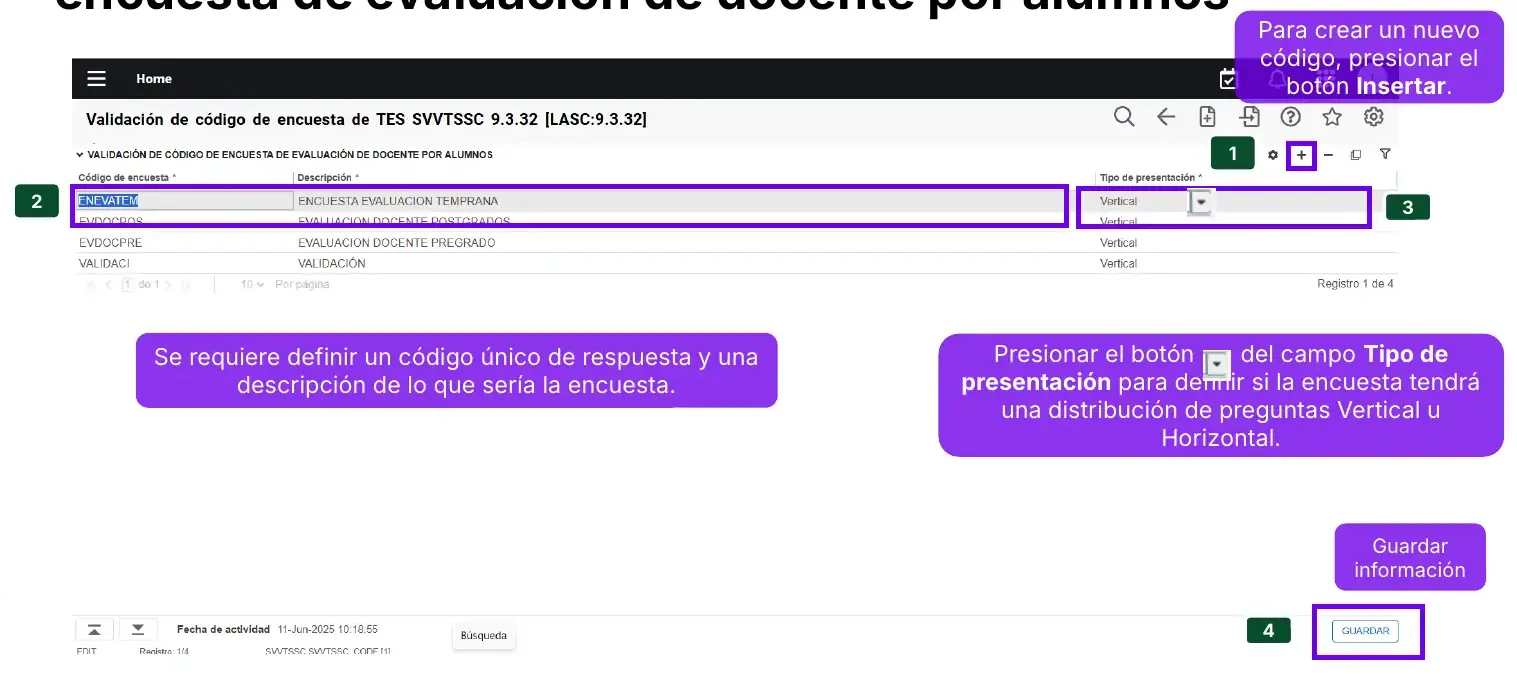 encuesta de evaluación de docente por alumnos
Para crear un nuevo
código, presionar el
botón Insertar.
Home
Validación de código de encuesta de TES SVVTSSC 9.3.32 [LASC:9.3.32]
1
VALIDACIÓN DE CÓDIGO DE ENCUESTA DE EVALUACIÓN DE DOCENTE POR ALUMNOS
Código de encuesta * Descripción * Tipo de presentación *
2
ENEVATEM ENCUESTA EVALUACION TEMPRANA Vertical
3
EVDOCPOS EVALUACION DOCENTE POSTGRADOS Vertical
EVDOCPRE EVALUACION DOCENTE PREGRADO Vertical
VALIDACI VALIDACIÓN Vertical
1 de 1 10 Por página Registro 1 de 4
Se requiere definir un código único de respuesta y una
descripción de lo que sería la encuesta.
Presionar el botón del campo Tipo de
presentación para definir si la encuesta tendrá
una distribución de preguntas Vertical u
Horizontal.
Guardar
información
Fecha de actividad 11-Jun-2025 10:18:55
Búsqueda
4
GUARDAR
EDIT Registro: 1/4 SVVTSSC.SVVTSSC_CODE [1]